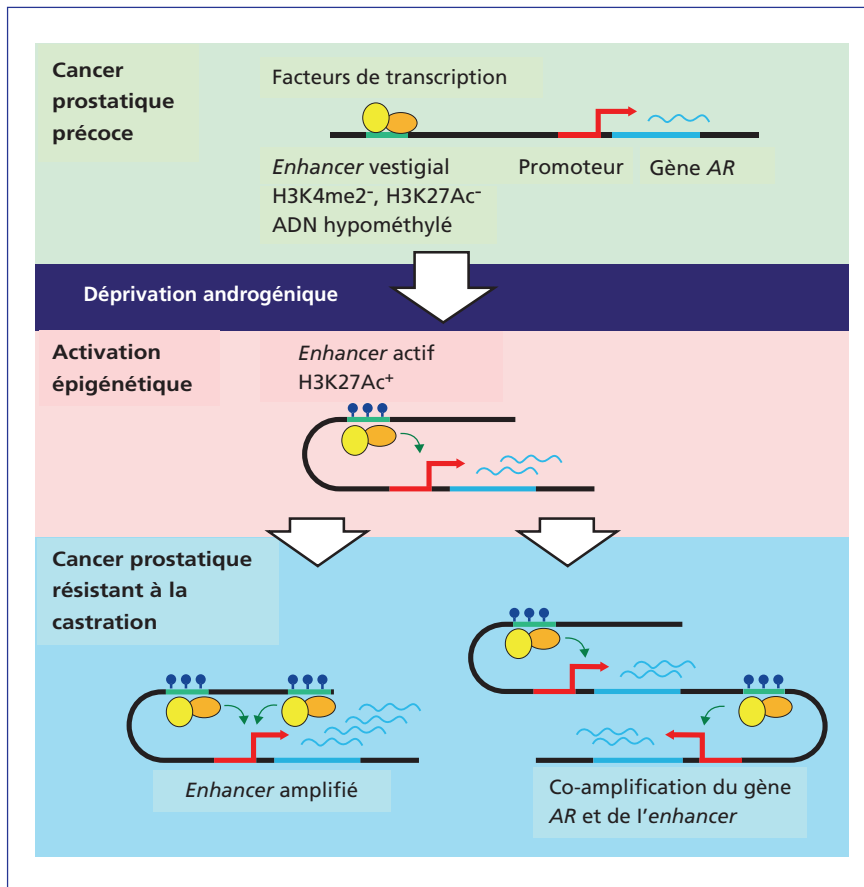 Cancer
prostatique
précoce
Facteurs de transcription
Enhancer vestigial
H3K4me2⁻, H3K27Ac⁻
ADN hypométhylé
Promoteur
Gène AR
Déprivation androgénique
Activation
épigénétique
Enhancer actif
H3K27Ac⁺
Cancer prostatique
résistant à la
castration
Enhancer amplifié
Co-amplification du gène
AR et de l'enhancer